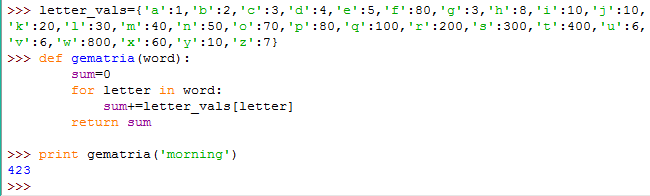 >>> letter_vals={'a':1,'b':2,'c':3,'d':4,'e':5,'f':80,'g':3,'h':8,'i':10,'j':10,
'k':20,'l':30,'m':40,'n':50,'o':70,'p':80,'q':100,'r':200,'s':300,'t':400,'u':6,
'v':6,'w':800,'x':60,'y':10,'z':7}
>>> def gematria(word):
        sum=0
        for letter in word:
            sum+=letter_vals[letter]
        return sum

>>> print gematria('morning')
423
>>>